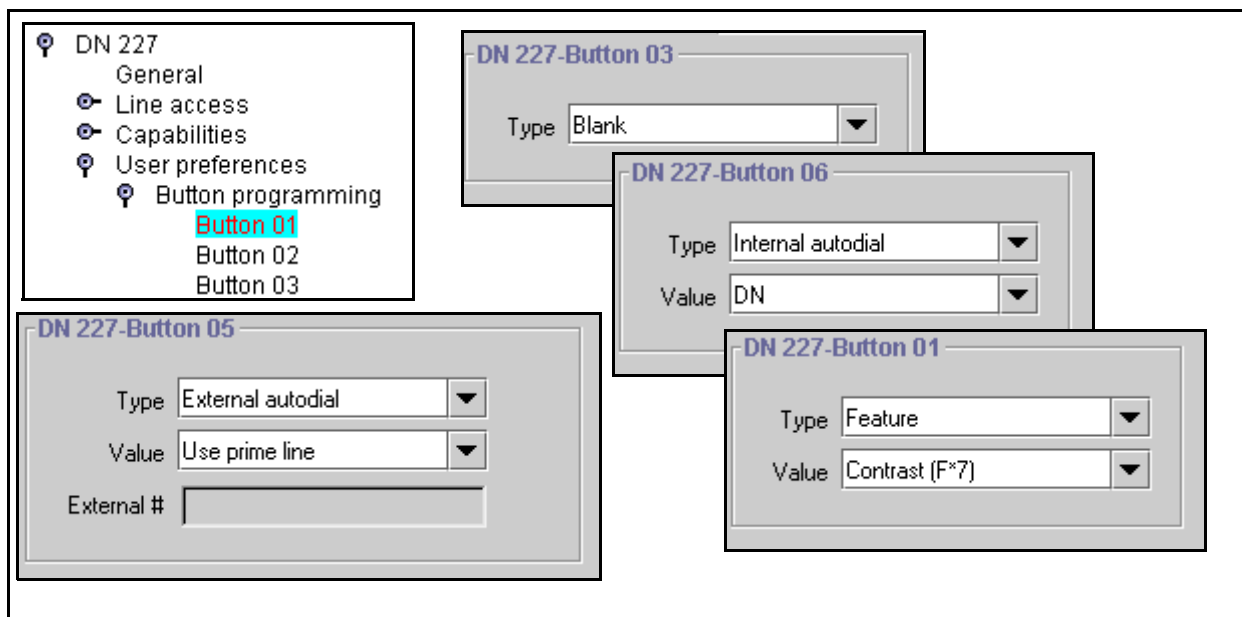 DN 227
General
Line access
Capabilities
User preferences
Button programming
Button 01
Button 02
Button 03
DN 227-Button 03
Type Blank
DN 227-Button 06
Type Internal autodial
Value DN
DN 227-Button 05
Type External autodial
Value Use prime line
External #
DN 227-Button 01
Type Feature
Value Contrast (F*7)